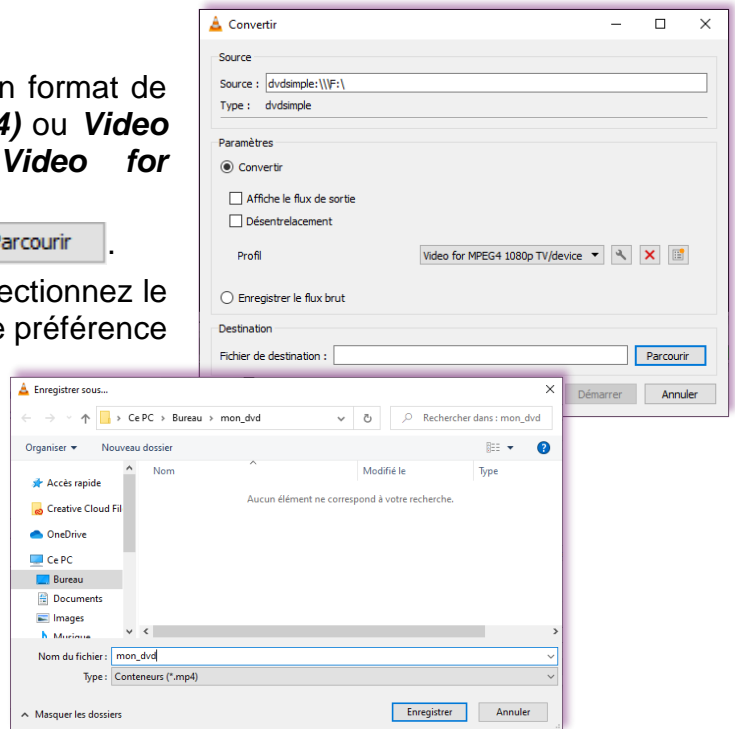 Convertir
Source
Source : dvdsimple:\\\F:\
Type : dvdsimple
Paramètres
Convertir
Affiche le flux de sortie
Désentrelacement
Profil Video for MPEG4 1080p TV/device
Enregistrer le flux brut
Destination
Fichier de destination : Parcourir
Démarrer Annuler
format de
4) ou Video
Video for
Parcourir .
ectionnez le
préférence
Enregistrer sous...
Ce PC > Bureau > mon_dvd Rechercher dans : mon_dvd
Organiser Nouveau dossier
Nom Modifié le Type
Aucun élément ne correspond à votre recherche.
Accès rapide
Creative Cloud Fil
OneDrive
Ce PC
Bureau
Documents
Images
Musique
Nom du fichier : mon_dvd
Type : Conteneurs (*.mp4)
Masquer les dossiers Enregistrer Annuler